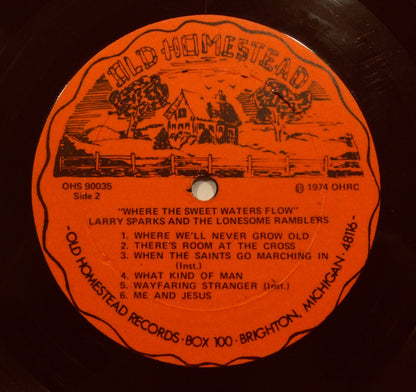 OLD HOMESTEAD
OHS 90035
Side 2
Ⓟ 1974 OHRC
"WHERE THE SWEET WATERS FLOW"
LARRY SPARKS AND THE LONESOME RAMBLERS
1. WHERE WE'LL NEVER GROW OLD
2. THERE'S ROOM AT THE CROSS
3. WHEN THE SAINTS GO MARCHING IN
(Inst.)
4. WHAT KIND OF MAN
5. WAYFARING STRANGER (Inst.)
6. ME AND JESUS
- OLD HOMESTEAD RECORDS · BOX 100 · BRIGHTON, MICHIGAN · 48116 -